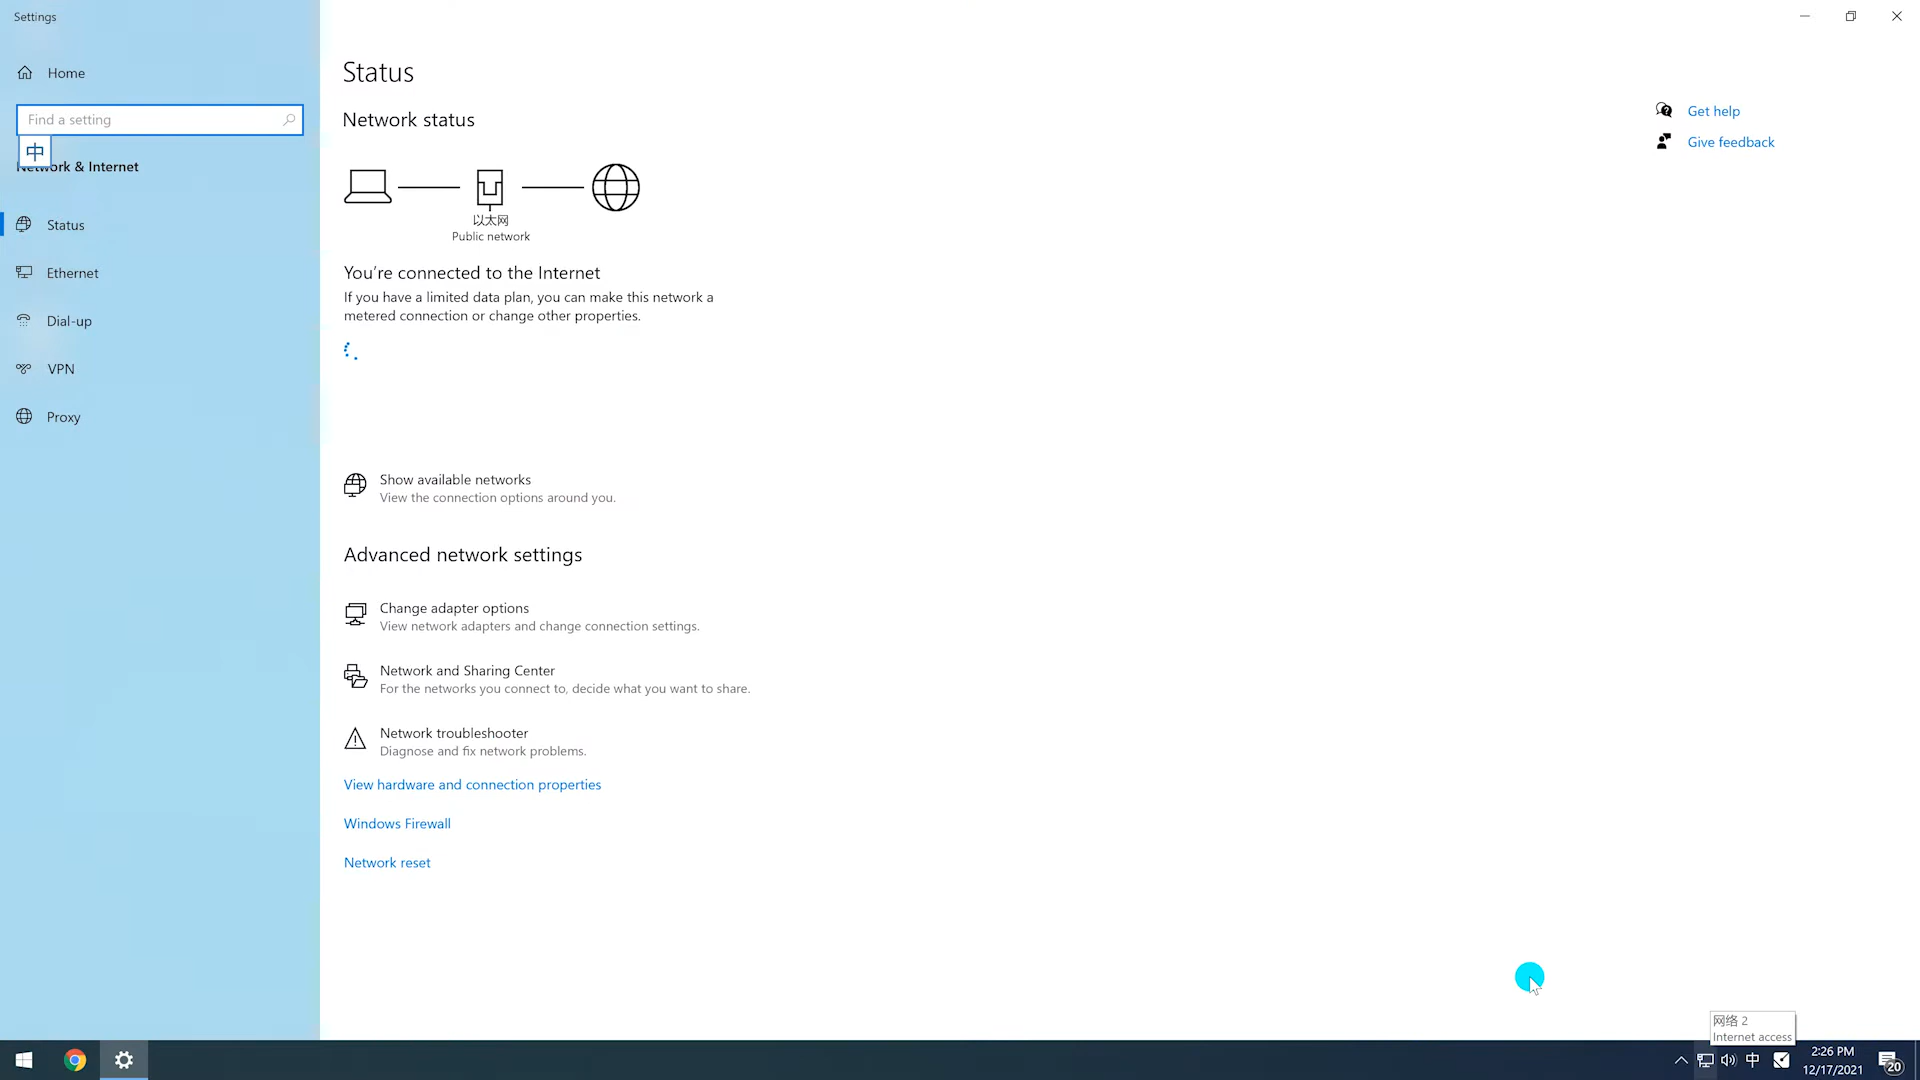 Settings
Home
Find a setting
中
Network & Internet
Status
Ethernet
Dial-up
VPN
Proxy
Status
Network status
以太网
Public network
You're connected to the Internet
If you have a limited data plan, you can make this network a
metered connection or change other properties.
Show available networks
View the connection options around you.
Advanced network settings
Change adapter options
View network adapters and change connection settings.
Network and Sharing Center
For the networks you connect to, decide what you want to share.
Network troubleshooter
Diagnose and fix network problems.
View hardware and connection properties
Windows Firewall
Network reset
Get help
Give feedback
网络 2
Internet access
中
2:26 PM
12/17/2021
20